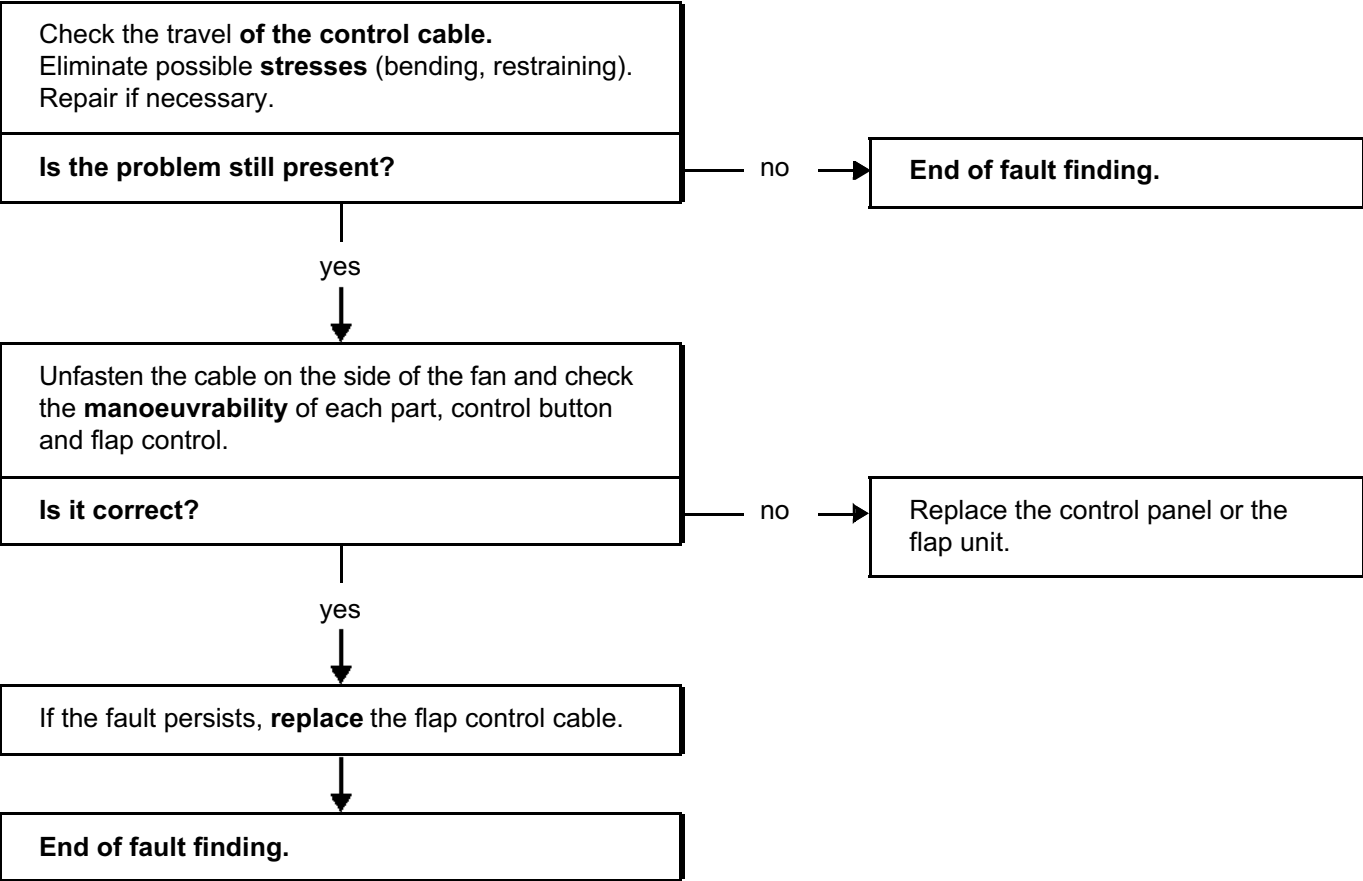 Check the travel of the control cable.
Eliminate possible stresses (bending, restraining).
Repair if necessary.
Is the problem still present?
no
End of fault finding.
yes
Unfasten the cable on the side of the fan and check
the manoeuvrability of each part, control button
and flap control.
Is it correct?
no
Replace the control panel or the
flap unit.
yes
If the fault persists, replace the flap control cable.
End of fault finding.